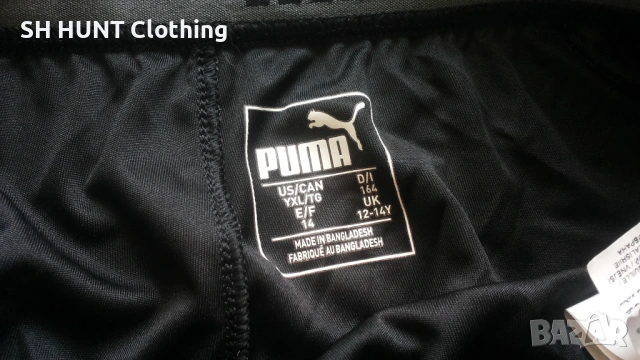 SH HUNT Clothing
PUMA
US/CAN D/I
YXL/TG 164
E/F UK
14 12-14Y
MADE IN BANGLADESH
FABRIQUÉ AU BANGLADESH
BAZAR